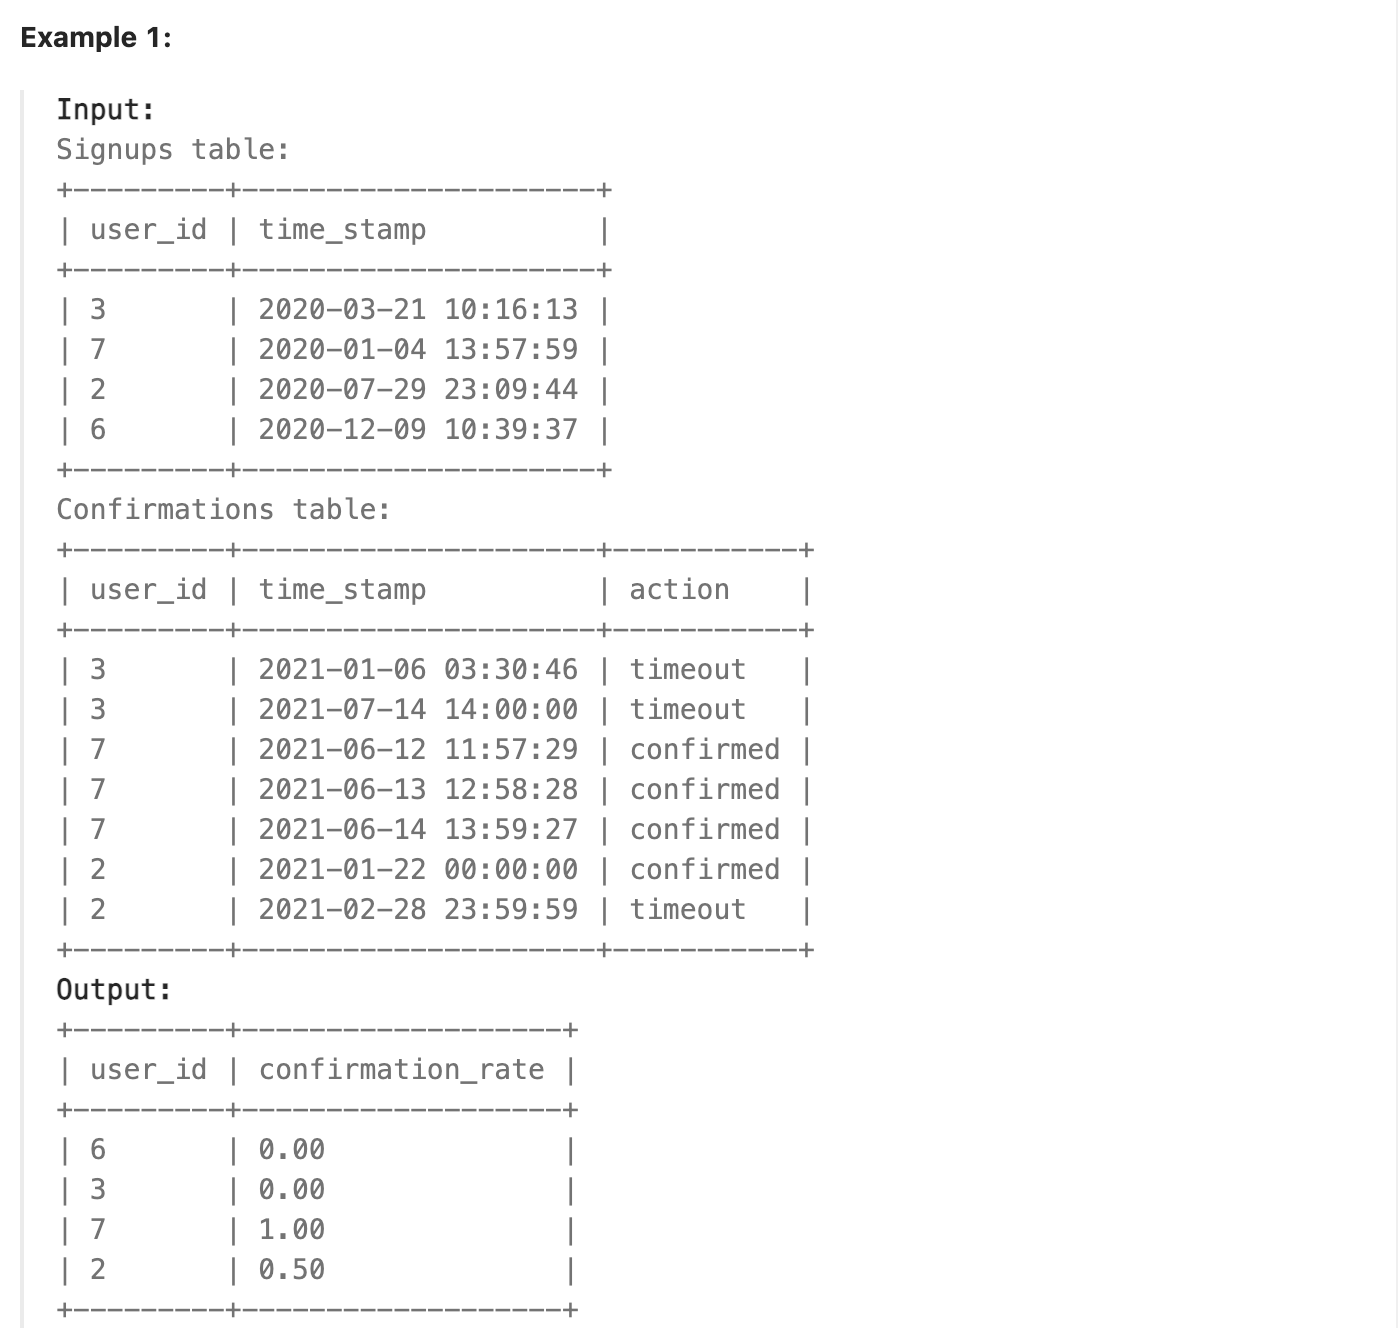 Example 1:
Input:
Signups table:
+---------+---------------------+
| user_id | time_stamp          |
+---------+---------------------+
| 3       | 2020-03-21 10:16:13 |
| 7       | 2020-01-04 13:57:59 |
| 2       | 2020-07-29 23:09:44 |
| 6       | 2020-12-09 10:39:37 |
+---------+---------------------+
Confirmations table:
+---------+---------------------+-----------+
| user_id | time_stamp          | action    |
+---------+---------------------+-----------+
| 3       | 2021-01-06 03:30:46 | timeout   |
| 3       | 2021-07-14 14:00:00 | timeout   |
| 7       | 2021-06-12 11:57:29 | confirmed |
| 7       | 2021-06-13 12:58:28 | confirmed |
| 7       | 2021-06-14 13:59:27 | confirmed |
| 2       | 2021-01-22 00:00:00 | confirmed |
| 2       | 2021-02-28 23:59:59 | timeout   |
+---------+---------------------+-----------+
Output:
+---------+-------------------+
| user_id | confirmation_rate |
+---------+-------------------+
| 6       | 0.00              |
| 3       | 0.00              |
| 7       | 1.00              |
| 2       | 0.50              |
+---------+-------------------+